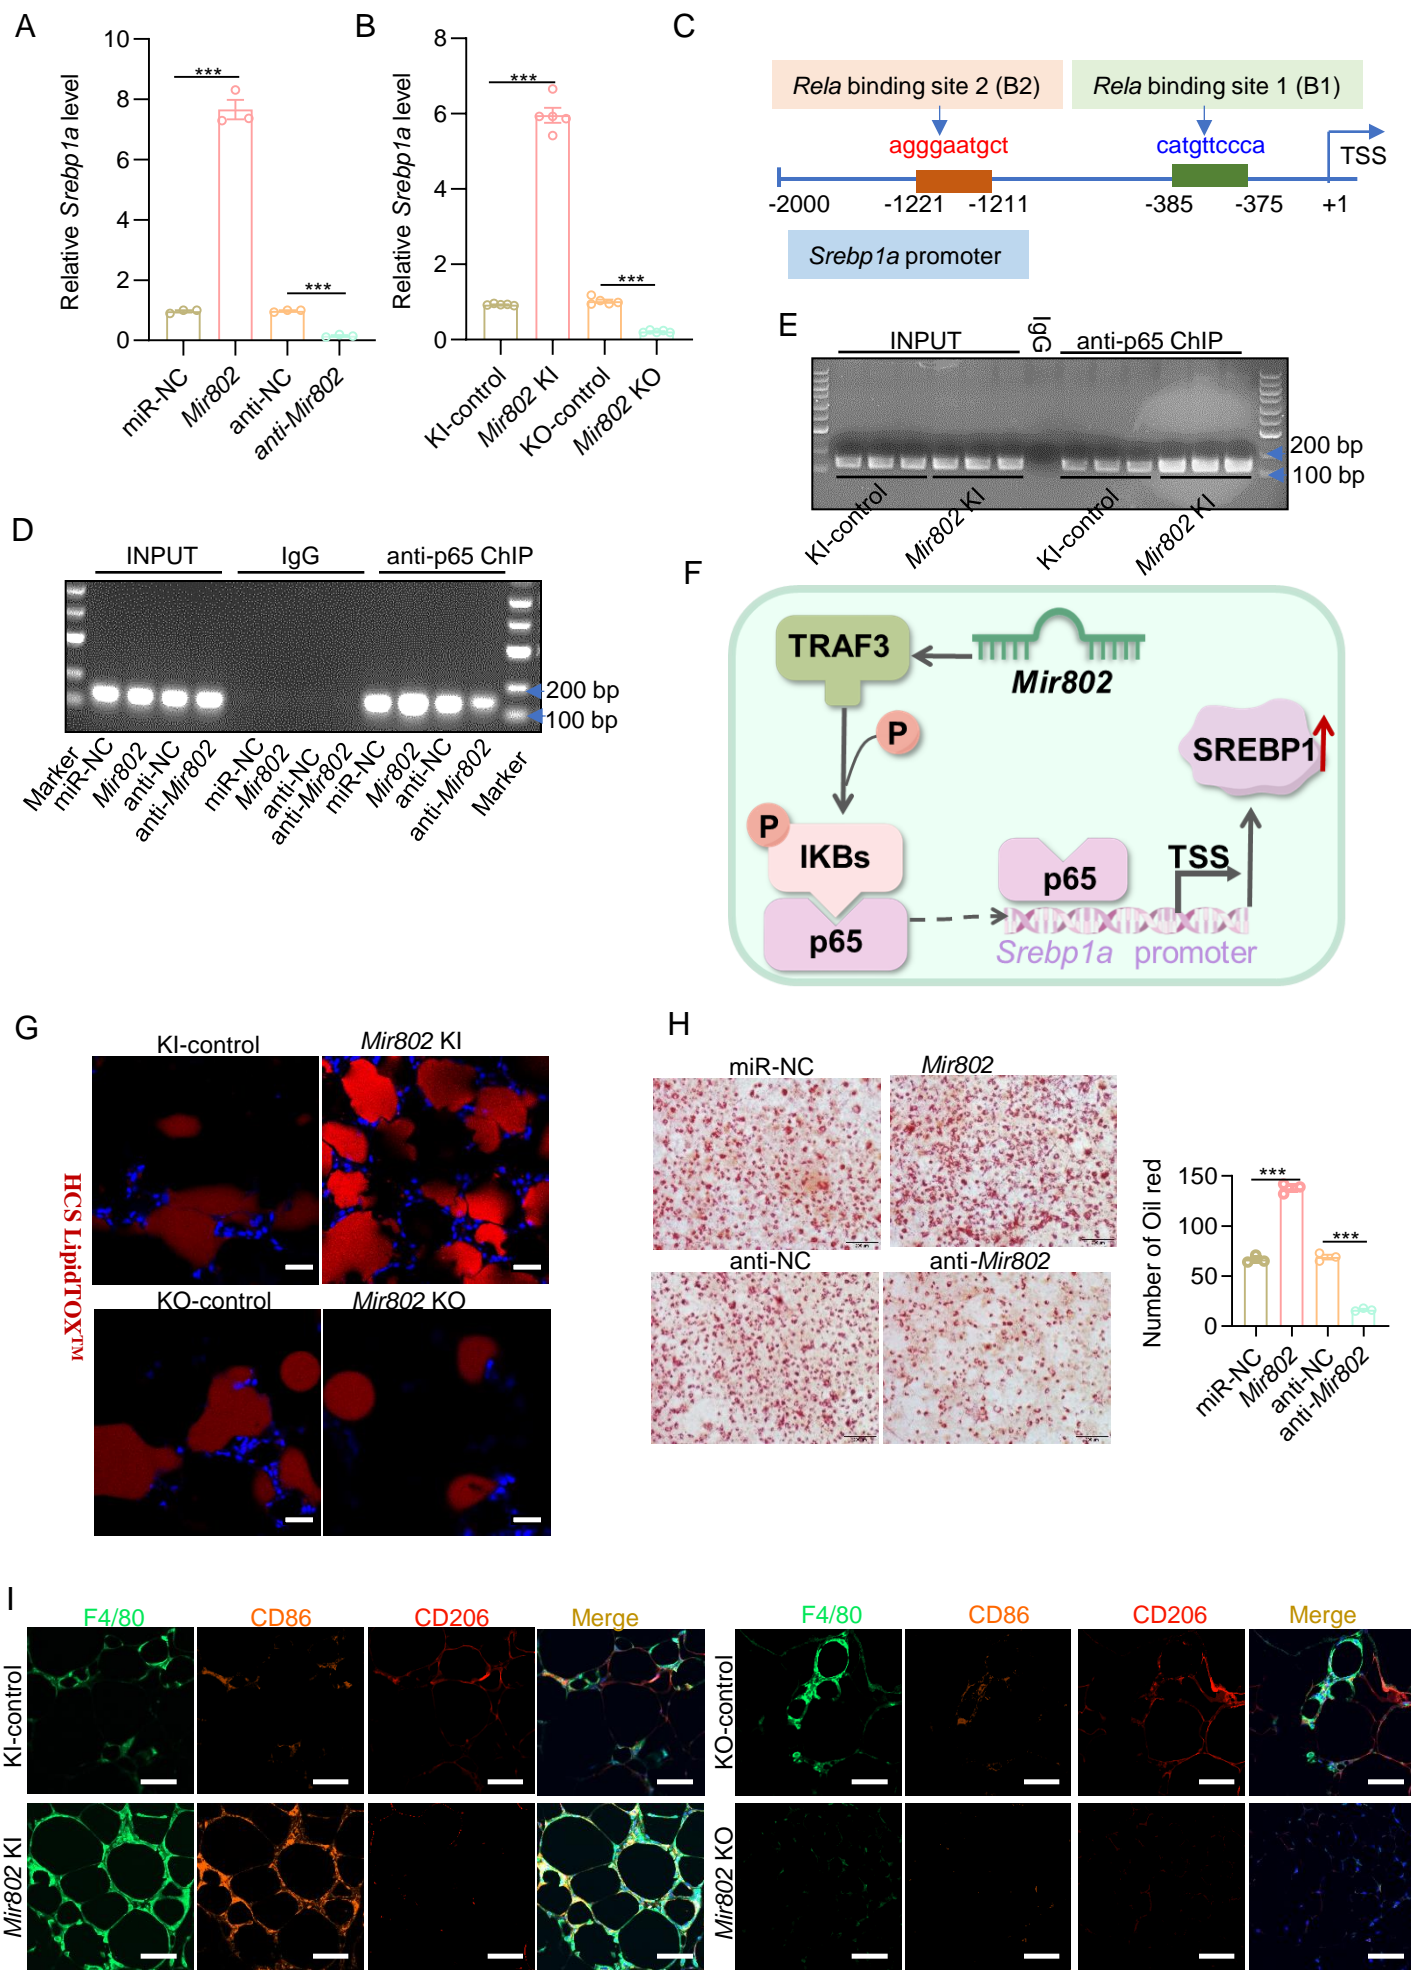 A
Relative Srebp1a level
10
8
6
4
2
0
***
***
miR-NC
Mir802
anti-NC
anti-Mir802
B
Relative Srebp1a level
8
6
4
2
0
***
***
KI-control
Mir802 KI
KO-control
Mir802 KO
C
Rela binding site 2 (B2)
Rela binding site 1 (B1)
agggaatgct
catgttccca
TSS
-2000
-1221
-1211
-385
-375
+1
Srebp1a promoter
E
INPUT
IgG
anti-p65 ChIP
200 bp
100 bp
KI-control
Mir802 KI
KI-control
Mir802 KI
D
INPUT
IgG
anti-p65 ChIP
200 bp
100 bp
Marker
miR-NC
Mir802
anti-NC
anti-Mir802
miR-NC
Mir802
anti-NC
anti-Mir802
miR-NC
Mir802
anti-NC
anti-Mir802
Marker
F
TRAF3
Mir802
P
SREBP1
P
IKBs
p65
p65
TSS
Srebp1a promoter
G
KI-control
Mir802 KI
HCS LipidTOX™
KO-control
Mir802 KO
H
miR-NC
Mir802
anti-NC
anti-Mir802
Number of Oil red
150
100
50
0
***
***
miR-NC
Mir802
anti-NC
anti-Mir802
I
F4/80
CD86
CD206
Merge
F4/80
CD86
CD206
Merge
KI-control
KO-control
Mir802 KI
Mir802 KO